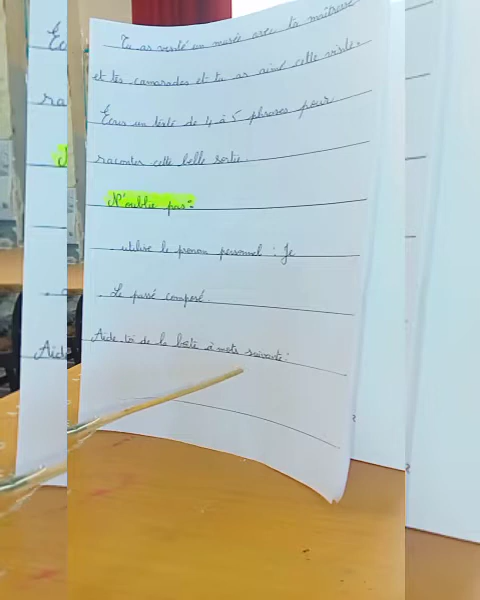 Tu as visité un musée avec ta maîtresse
et tes camarades et tu as aimé cette visite.
Écris un texte de 4 à 5 phrases pour
raconter cette belle sortie.
N'oublie pas :
utilise le pronom personnel : Je
Le passé composé.
Aide-toi de la boîte à mots suivante :